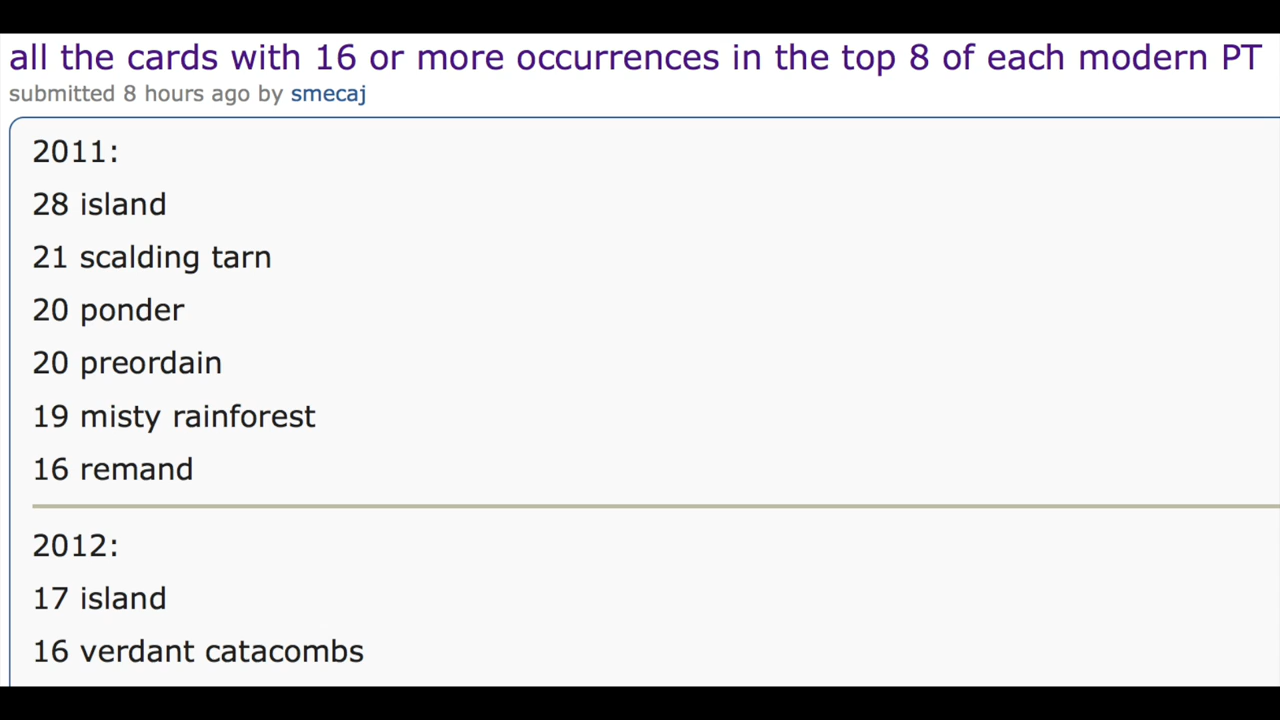 all the cards with 16 or more occurrences in the top 8 of each modern PT
submitted 8 hours ago by smecaj
2011:
28 island
21 scalding tarn
20 ponder
20 preordain
19 misty rainforest
16 remand
2012:
17 island
16 verdant catacombs